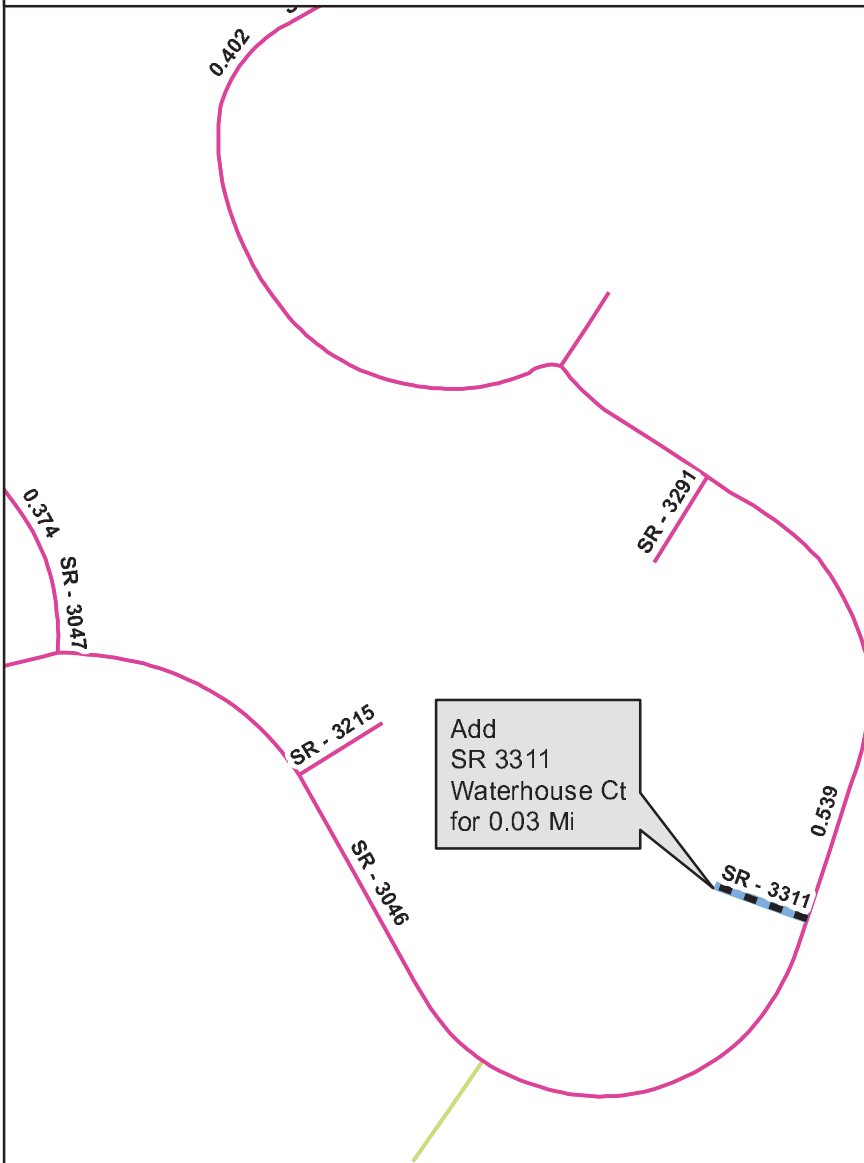 0.402
SR - 3291
0.374
SR - 3047
SR - 3215
Add
SR 3311
Waterhouse Ct
for 0.03 Mi
0.539
SR - 3311
SR - 3046